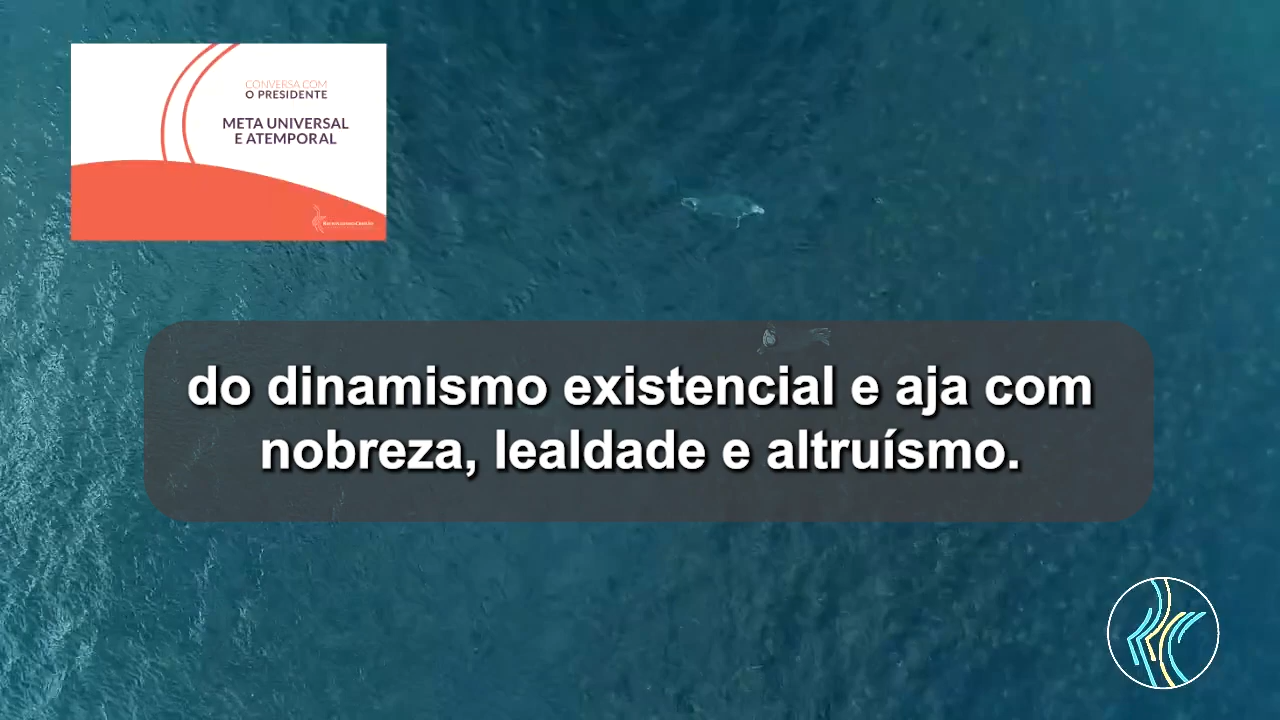 CONVERSA COM
O PRESIDENTE
META UNIVERSAL
E ATEMPORAL
do dinamismo existencial e aja com
nobreza, lealdade e altruísmo.